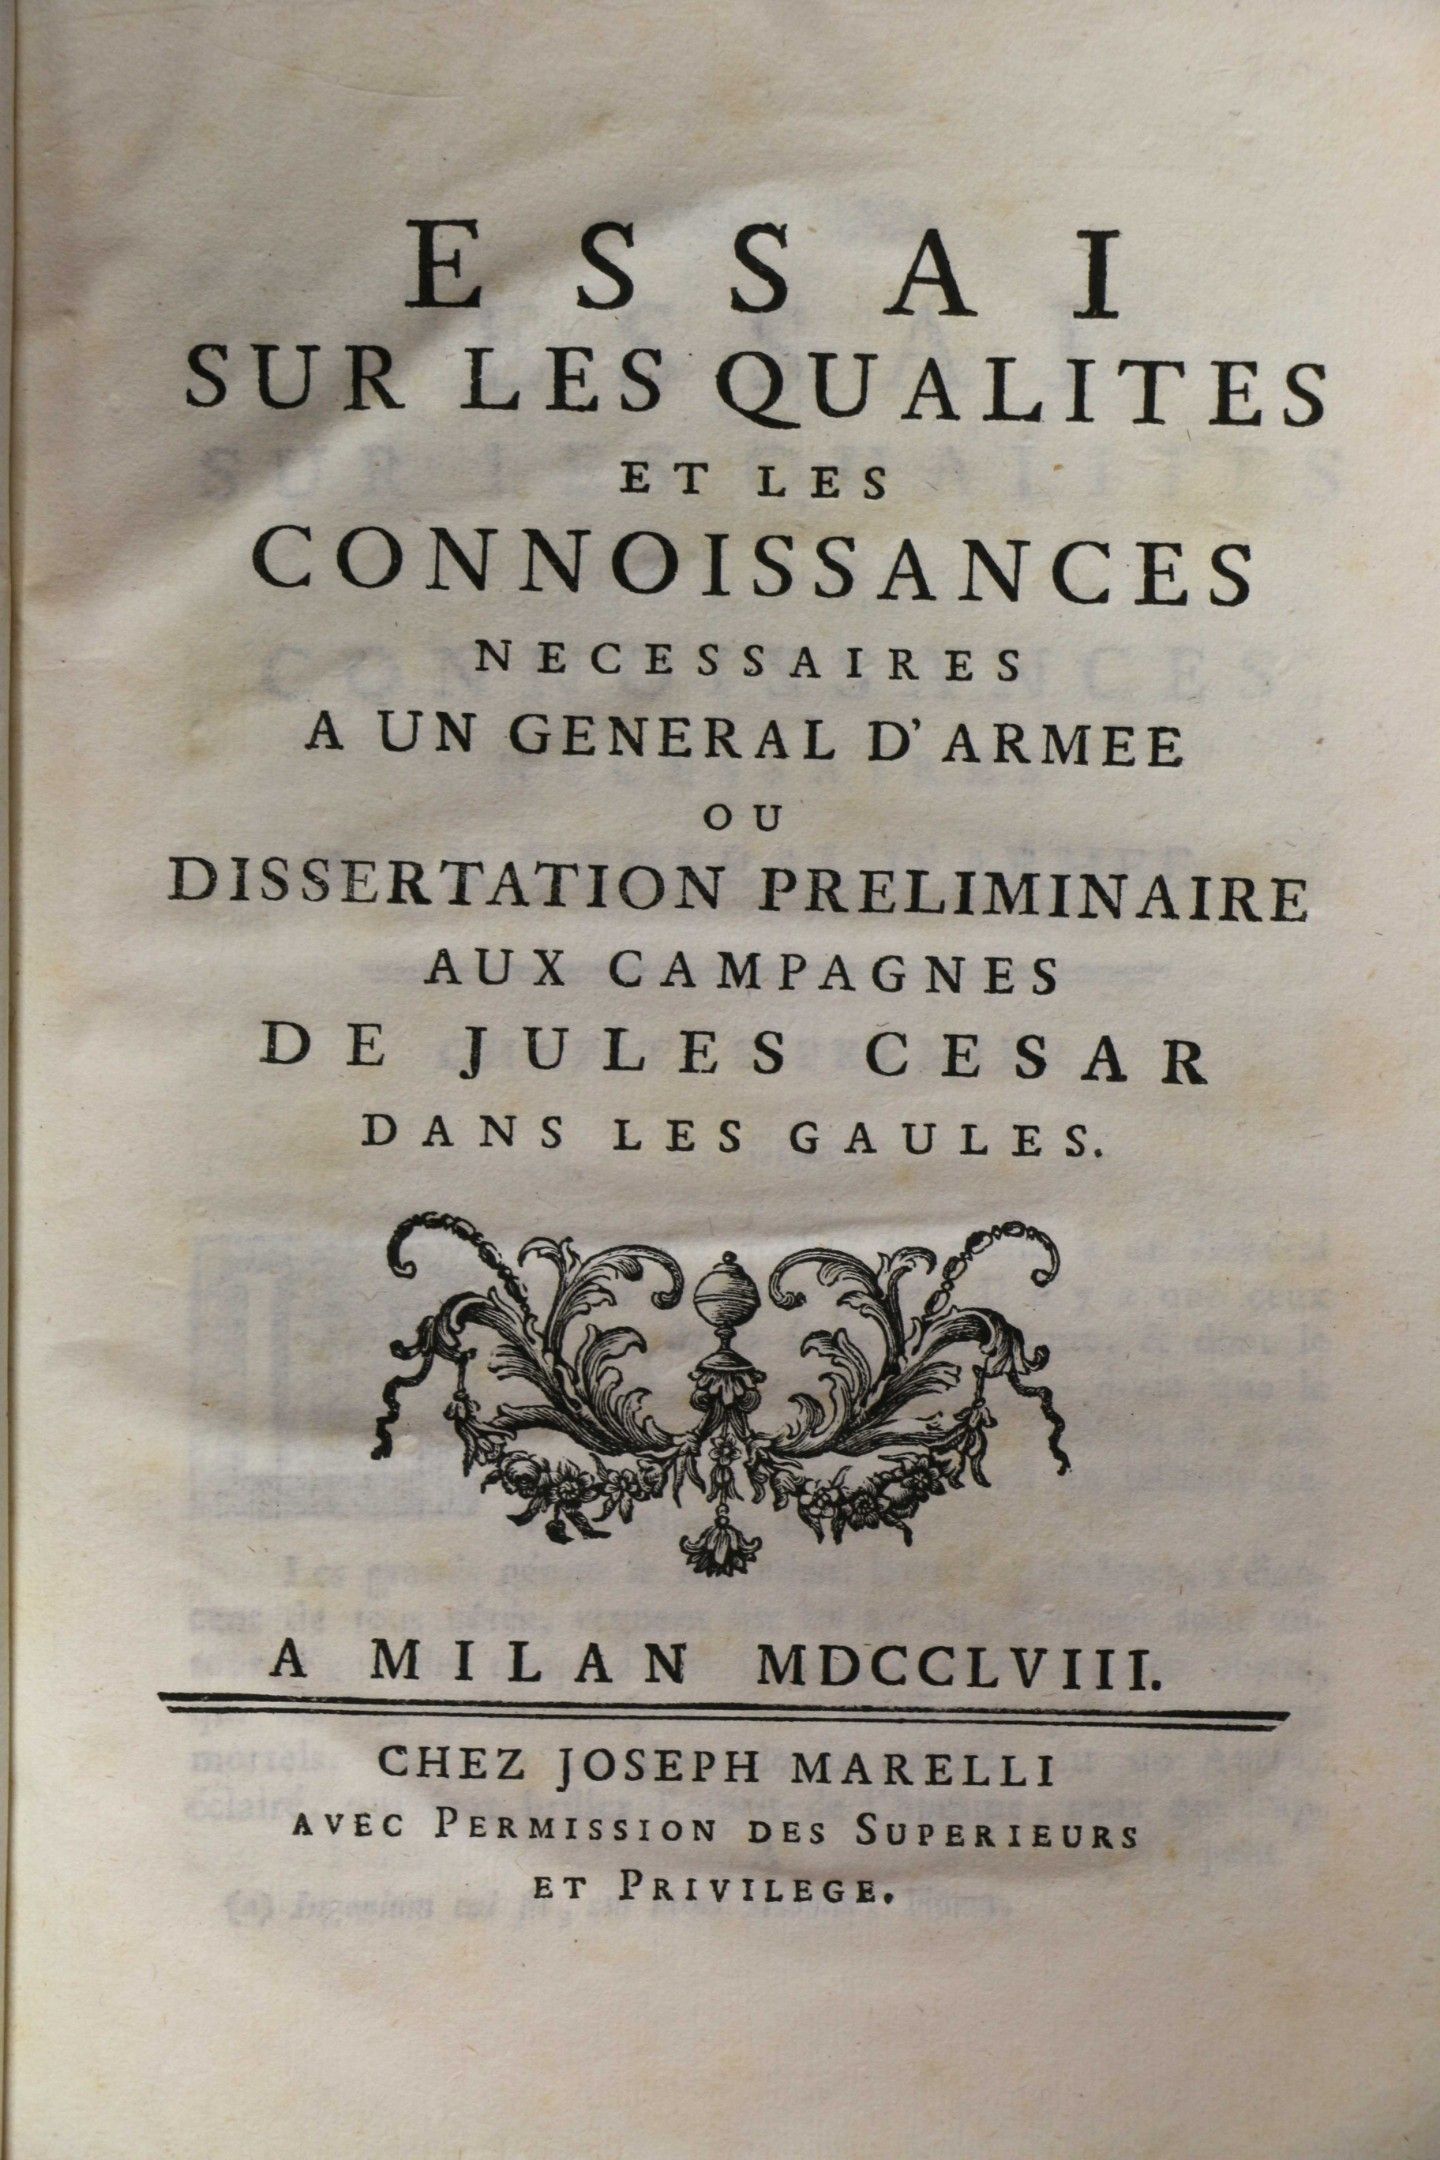 ESSAI
SUR LES QUALITES
ET LES
CONNOISSANCES
NECESSAIRES
A UN GENERAL D'ARMEE
OU
DISSERTATION PRELIMINAIRE
AUX CAMPAGNES
DE JULES CESAR
DANS LES GAULES.
A MILAN MDCCLVIII.
CHEZ JOSEPH MARELLI
AVEC PERMISSION DES SUPERIEURS
ET PRIVILEGE.